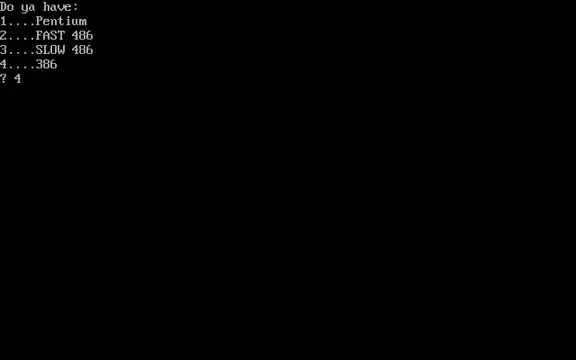 Do ya have:
1....Pentium
2....FAST 486
3....SLOW 486
4....386
? 4